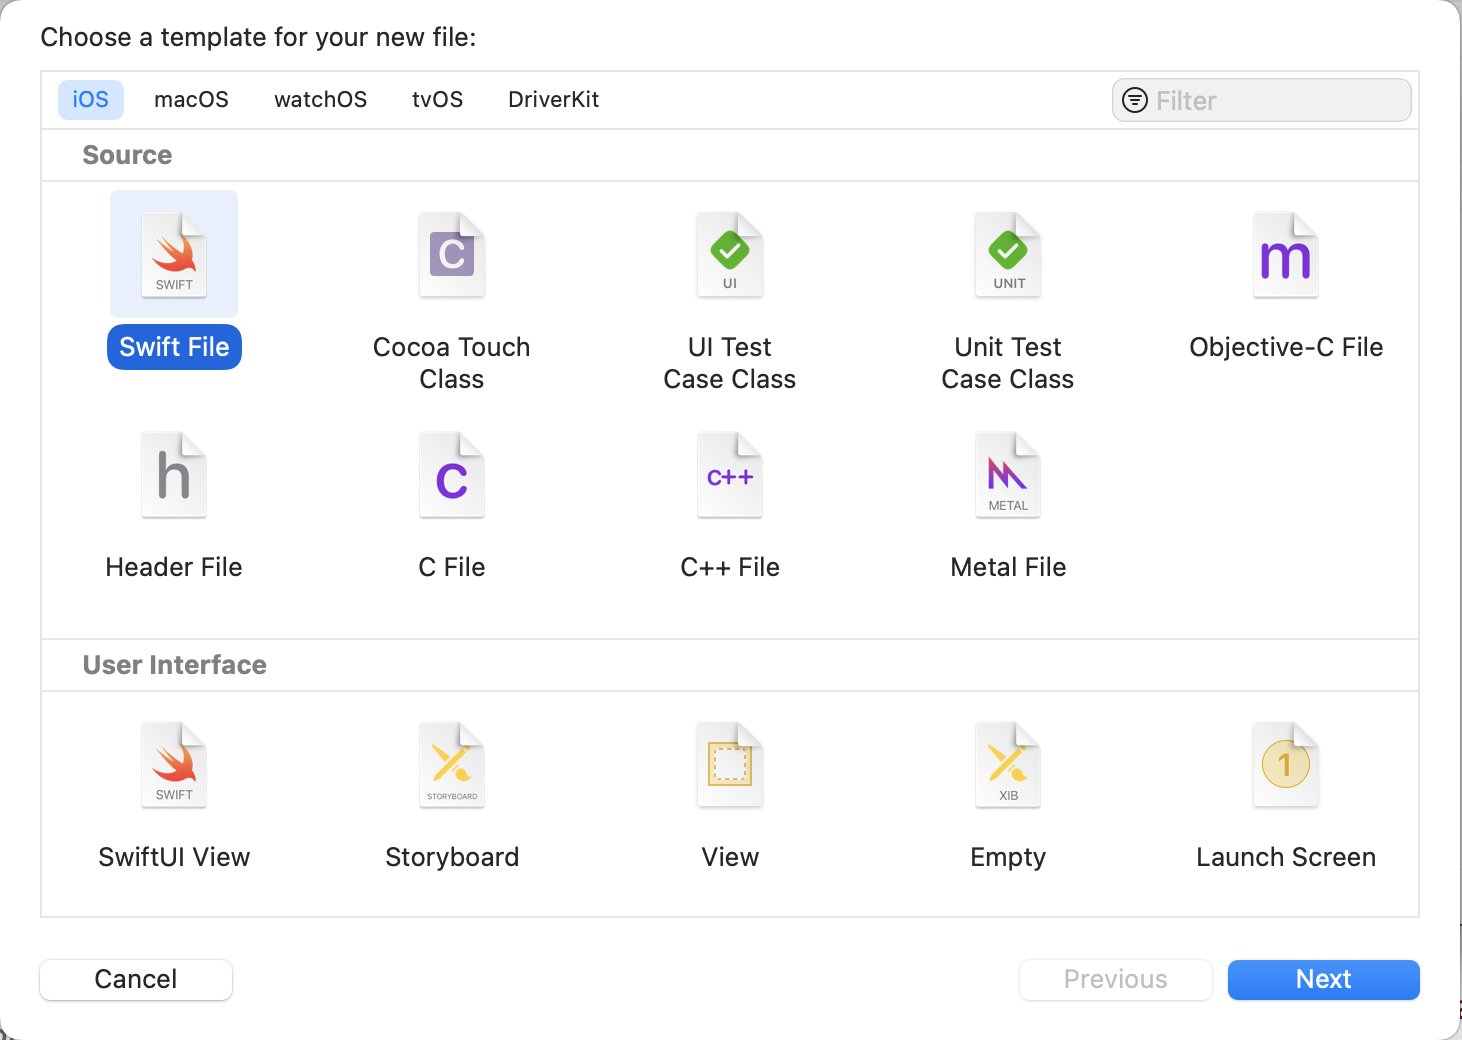 Choose a template for your new file:
iOS macOS watchOS tvOS DriverKit Filter
Source
SWIFT
Swift File
C
Cocoa Touch
Class
UI
UI Test
Case Class
UNIT
Unit Test
Case Class
m
Objective-C File
h
Header File
C
C File
C++
C++ File
METAL
Metal File
User Interface
SWIFT
SwiftUI View
STORYBOARD
Storyboard
View
XIB
Empty
1
Launch Screen
Cancel Previous Next